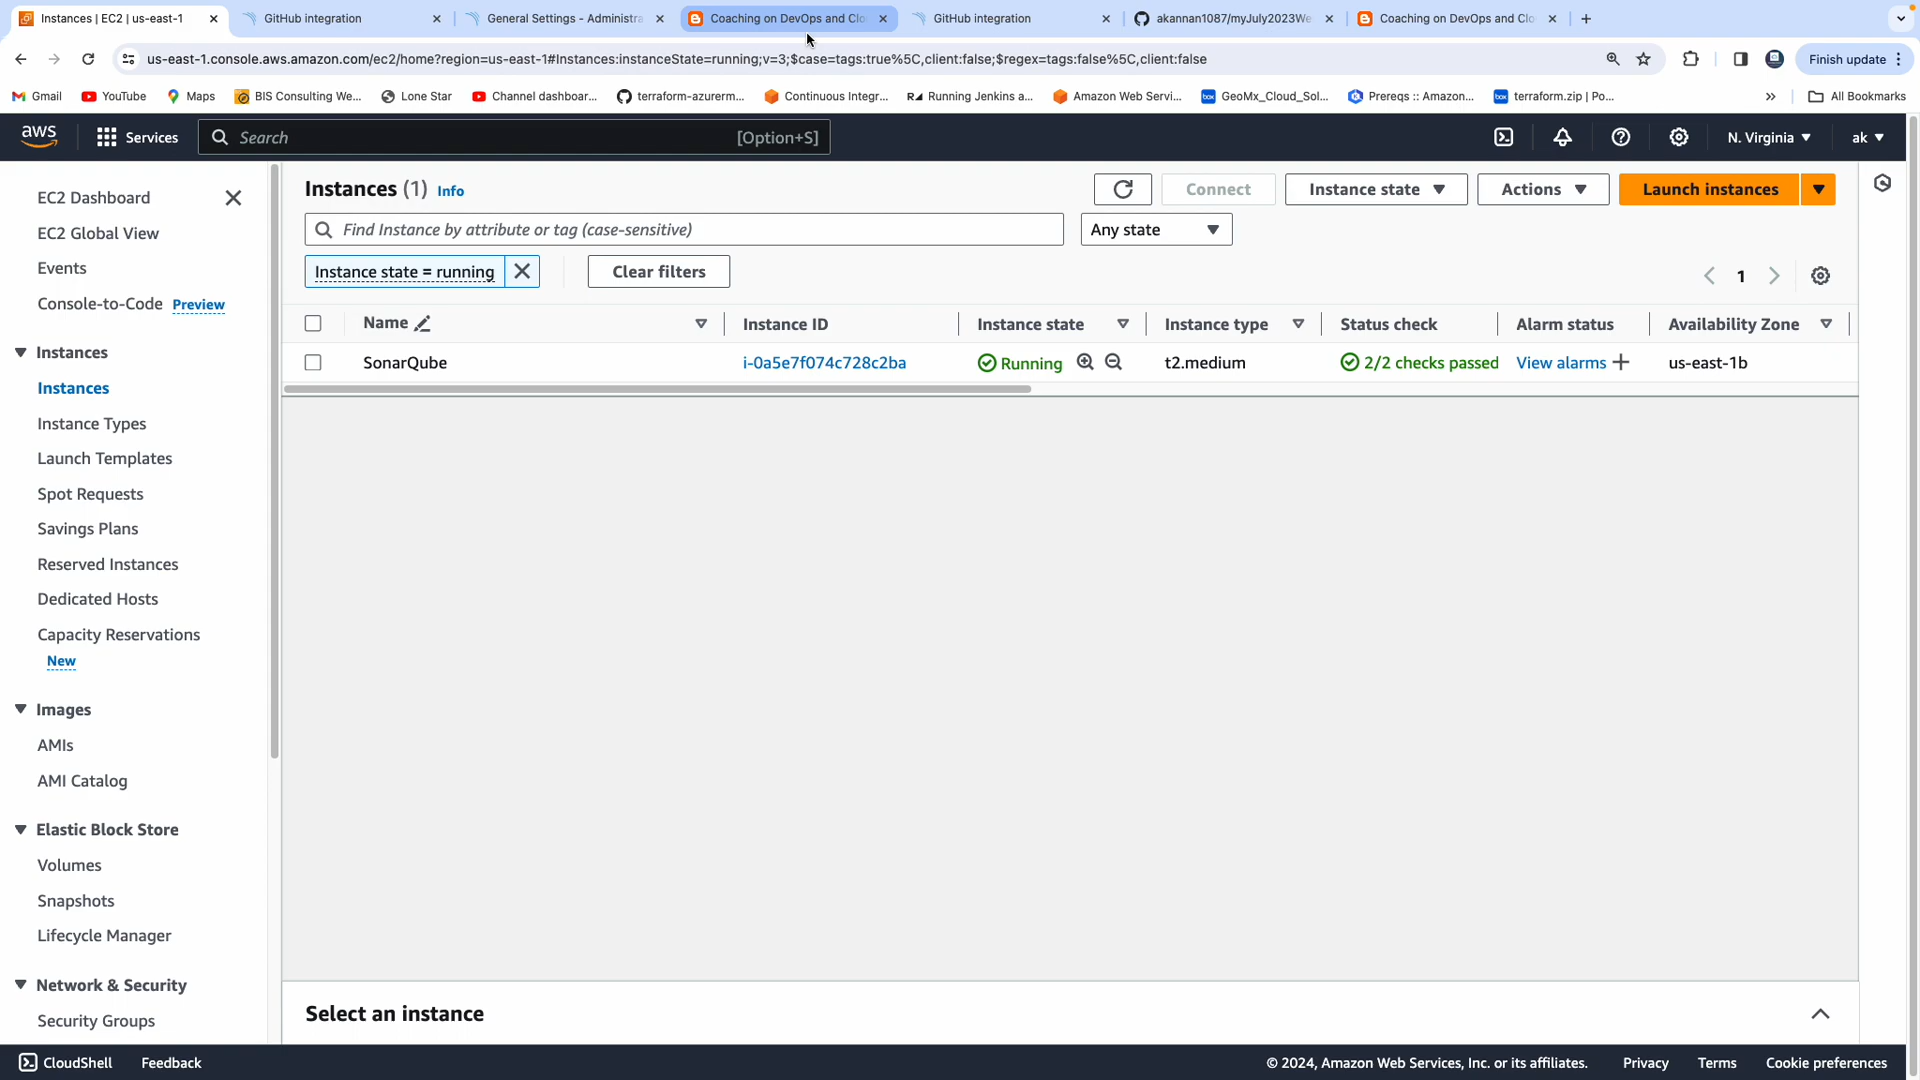 Instances | EC2 | us-east-1
GitHub integration
General Settings - Administra
Coaching on DevOps and Clo
GitHub integration
akannan1087/myJuly2023We
Coaching on DevOps and Clo
us-east-1.console.aws.amazon.com/ec2/home?region=us-east-1#Instances:instanceState=running;v=3;$case=tags:true%5C,client:false;$regex=tags:false%5C,client:false
Finish update
Gmail
YouTube
Maps
BIS Consulting We...
Lone Star
Channel dashboar...
terraform-azurerm...
Continuous Integr...
Running Jenkins a...
Amazon Web Servi...
GeoMx_Cloud_Sol...
Prereqs :: Amazon...
terraform.zip | Po...
All Bookmarks
aws
Services
Search
[Option+S]
N. Virginia
ak
EC2 Dashboard
EC2 Global View
Events
Console-to-Code Preview
Instances
Instances
Instance Types
Launch Templates
Spot Requests
Savings Plans
Reserved Instances
Dedicated Hosts
Capacity Reservations
New
Images
AMIs
AMI Catalog
Elastic Block Store
Volumes
Snapshots
Lifecycle Manager
Network & Security
Security Groups
Instances (1) Info
Connect
Instance state
Actions
Launch instances
Find Instance by attribute or tag (case-sensitive)
Any state
Instance state = running
Clear filters
1
Name
Instance ID
Instance state
Instance type
Status check
Alarm status
Availability Zone
SonarQube
i-0a5e7f074c728c2ba
Running
t2.medium
2/2 checks passed
View alarms
us-east-1b
Select an instance
CloudShell
Feedback
© 2024, Amazon Web Services, Inc. or its affiliates.
Privacy
Terms
Cookie preferences